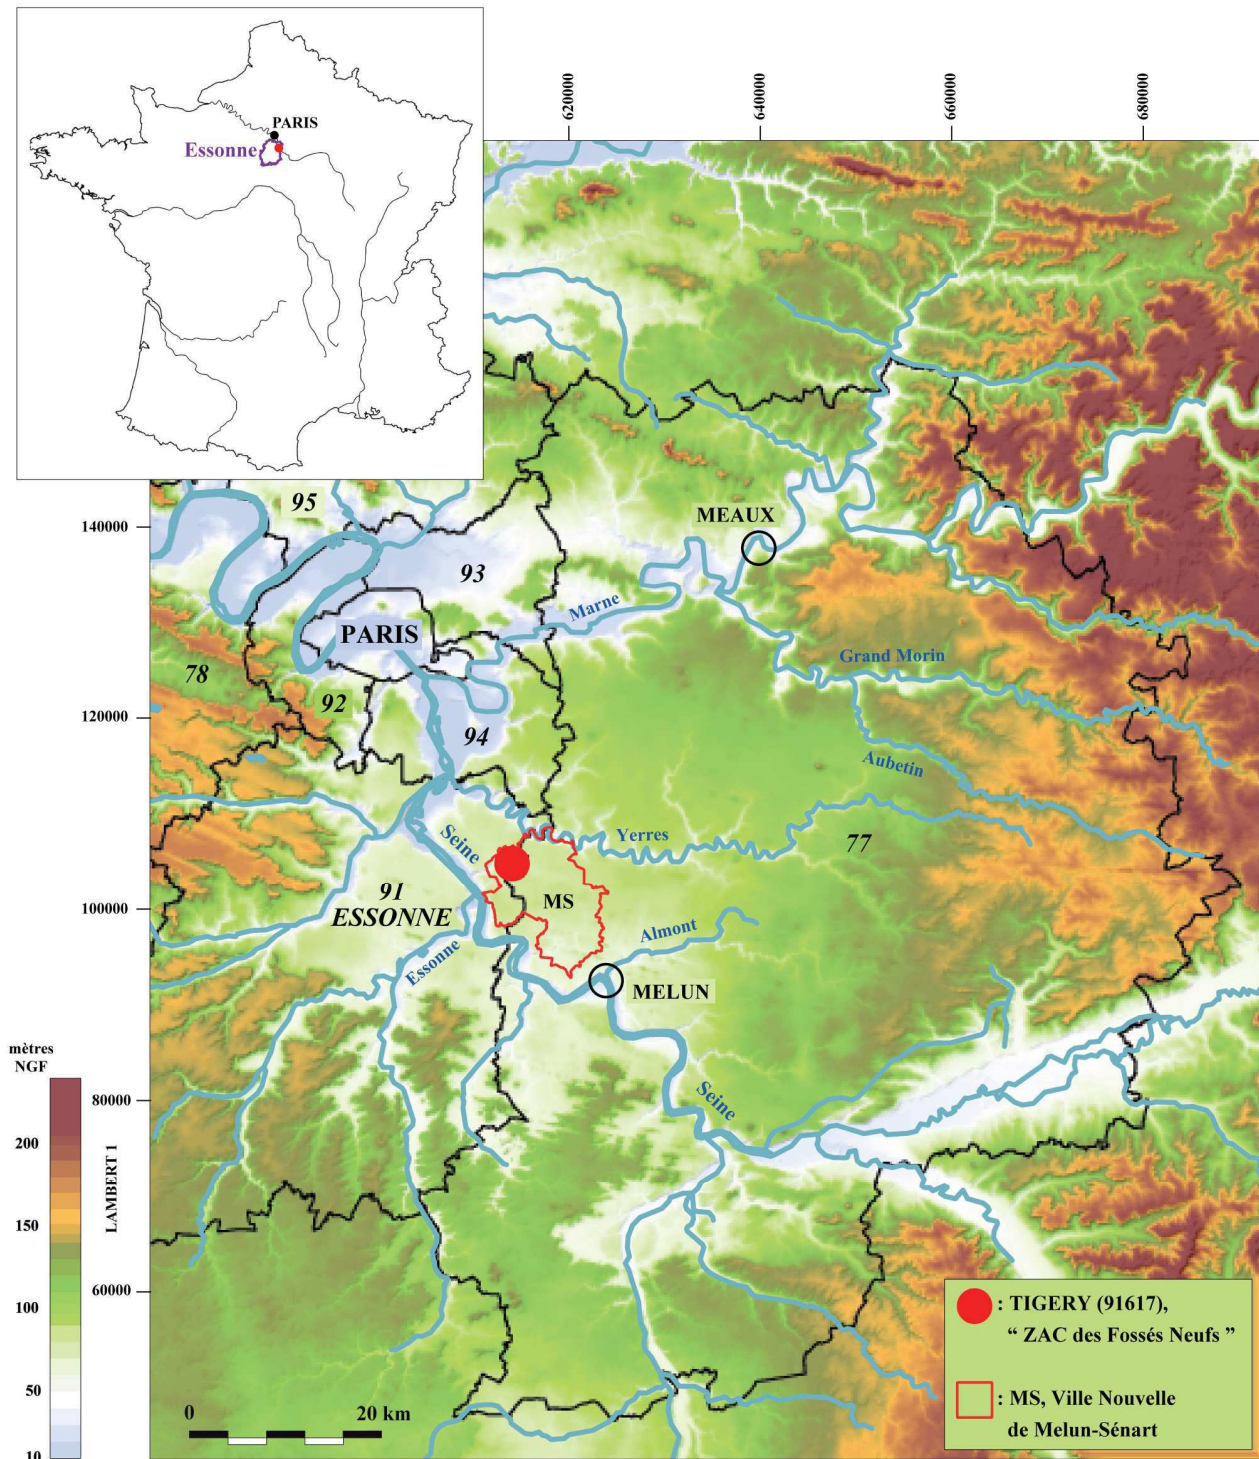 PARIS
Essonne
620000
640000
660000
680000
95
140000
MEAUX
93
Marne
PARIS
78
92
Grand Morin
120000
94
Aubetin
Seine
Yerres
77
91
ESSONNE
MS
100000
Essonne
Almont
MELUN
mètres
NGF
200
150
100
50
10
LAMBERT 1
80000
Seine
60000
0 20 km
: TIGERY (91617),
“ ZAC des Fossés Neufs ”
: MS, Ville Nouvelle
de Melun-Sénart